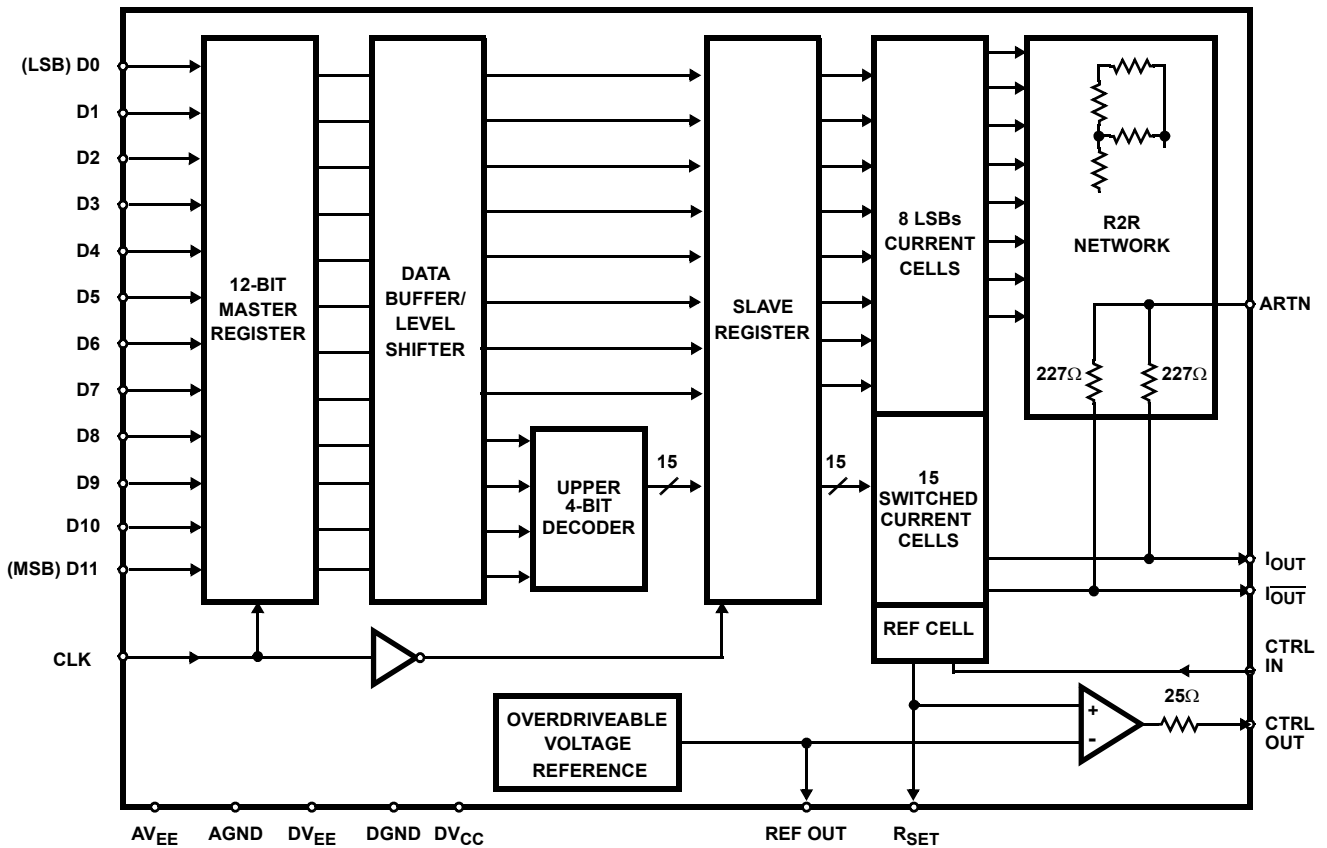 (LSB) D0
D1
D2
D3
D4
D5
D6
D7
D8
D9
D10
(MSB) D11
CLK
12-BIT
MASTER
REGISTER
DATA
BUFFER/
LEVEL
SHIFTER
UPPER
4-BIT
DECODER
15
SLAVE
REGISTER
15
8 LSBs
CURRENT
CELLS
15
SWITCHED
CURRENT
CELLS
REF CELL
R2R
NETWORK
227Ω
227Ω
ARTN
IOUT
I̅O̅U̅T̅
CTRL
IN
25Ω
CTRL
OUT
+
-
OVERDRIVEABLE
VOLTAGE
REFERENCE
AVEE
AGND
DVEE
DGND
DVCC
REF OUT
RSET